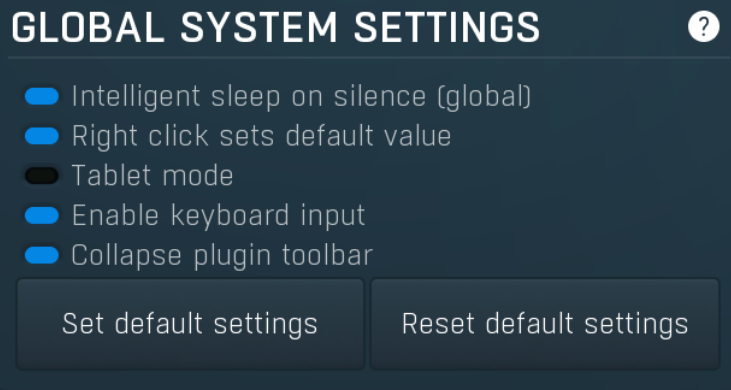 GLOBAL SYSTEM SETTINGS ?
Intelligent sleep on silence (global)
Right click sets default value
Tablet mode
Enable keyboard input
Collapse plugin toolbar
Set default settings Reset default settings